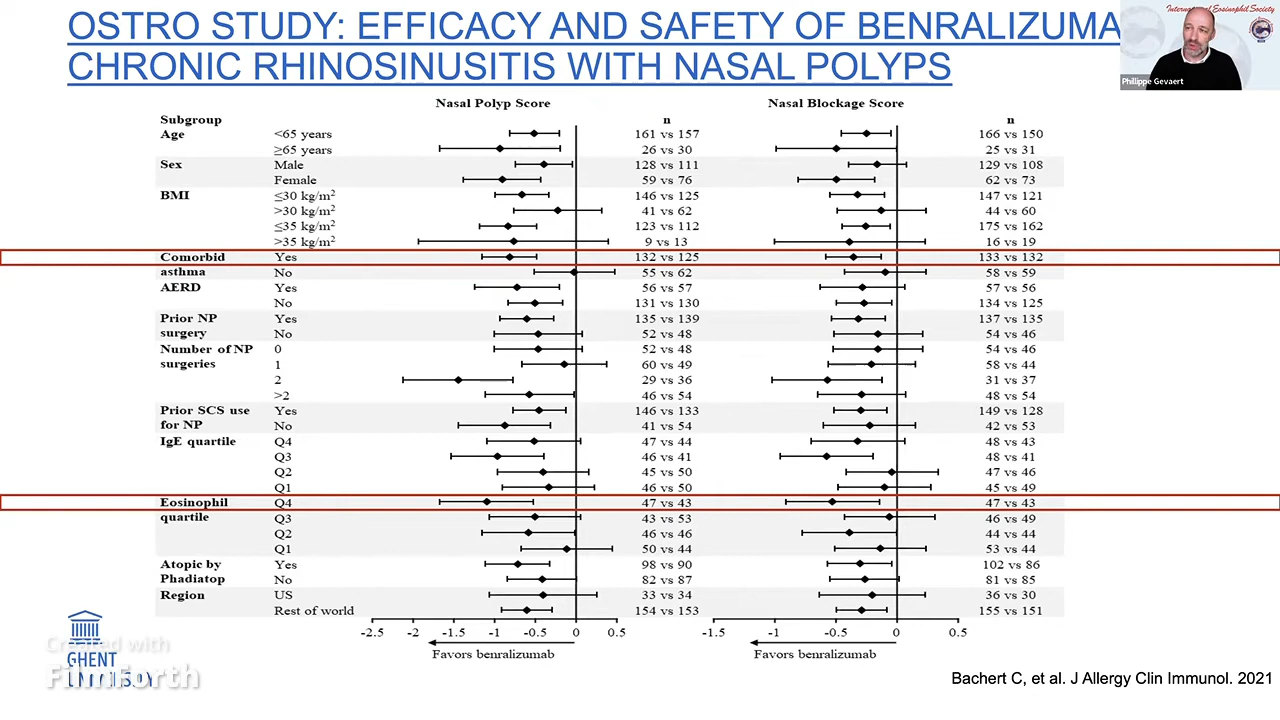 OSTRO STUDY: EFFICACY AND SAFETY OF BENRALIZUMA
CHRONIC RHINOSINUSITIS WITH NASAL POLYPS
International Eosinophil Society
Philippe Gevaert
Nasal Polyp Score Nasal Blockage Score
Subgroup n n
Age <65 years 161 vs 157 166 vs 150
≥65 years 26 vs 30 25 vs 31
Sex Male 128 vs 111 129 vs 108
Female 59 vs 76 62 vs 73
BMI ≤30 kg/m² 146 vs 125 147 vs 121
>30 kg/m² 41 vs 62 44 vs 60
≤35 kg/m² 123 vs 112 175 vs 162
>35 kg/m² 9 vs 13 16 vs 19
Comorbid Yes 132 vs 125 133 vs 132
asthma No 55 vs 62 58 vs 59
AERD Yes 56 vs 57 57 vs 56
No 131 vs 130 134 vs 125
Prior NP Yes 135 vs 139 137 vs 135
surgery No 52 vs 48 54 vs 46
Number of NP 0 52 vs 48 54 vs 46
surgeries 1 60 vs 49 58 vs 44
2 29 vs 36 31 vs 37
>2 46 vs 54 48 vs 54
Prior SCS use Yes 146 vs 133 149 vs 128
for NP No 41 vs 54 42 vs 53
IgE quartile Q4 47 vs 44 48 vs 43
Q3 46 vs 41 48 vs 41
Q2 45 vs 50 47 vs 46
Q1 46 vs 50 45 vs 49
Eosinophil Q4 47 vs 43 47 vs 43
quartile Q3 43 vs 53 46 vs 49
Q2 46 vs 46 44 vs 44
Q1 50 vs 44 53 vs 44
Atopic by Yes 98 vs 90 102 vs 86
Phadiatop No 82 vs 87 81 vs 85
Region US 33 vs 34 36 vs 30
Rest of world 154 vs 153 155 vs 151
-2.5 -2 -1.5 -1 -0.5 0 0.5 -1.5 -1 -0.5 0 0.5
Favors benralizumab Favors benralizumab
Created with
GHENT
FilmForth
Bachert C, et al. J Allergy Clin Immunol. 2021